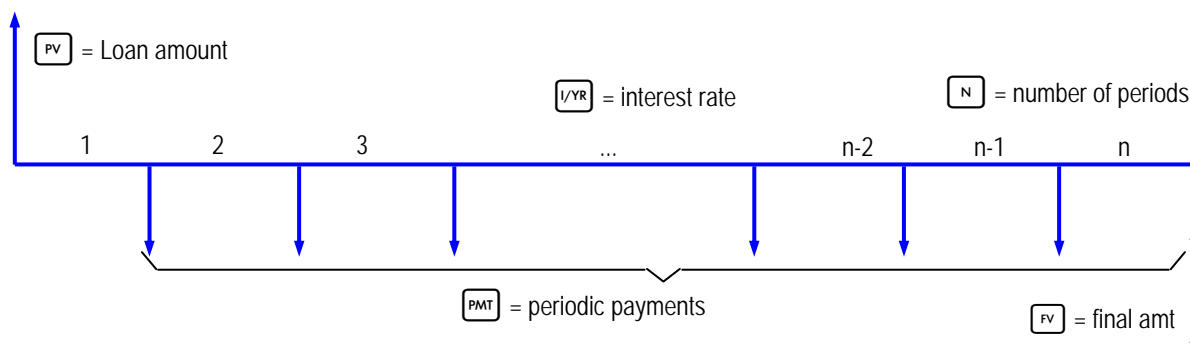 PV = Loan amount
I/YR = interest rate
N = number of periods
1 2 3 ... n-2 n-1 n
PMT = periodic payments
FV = final amt